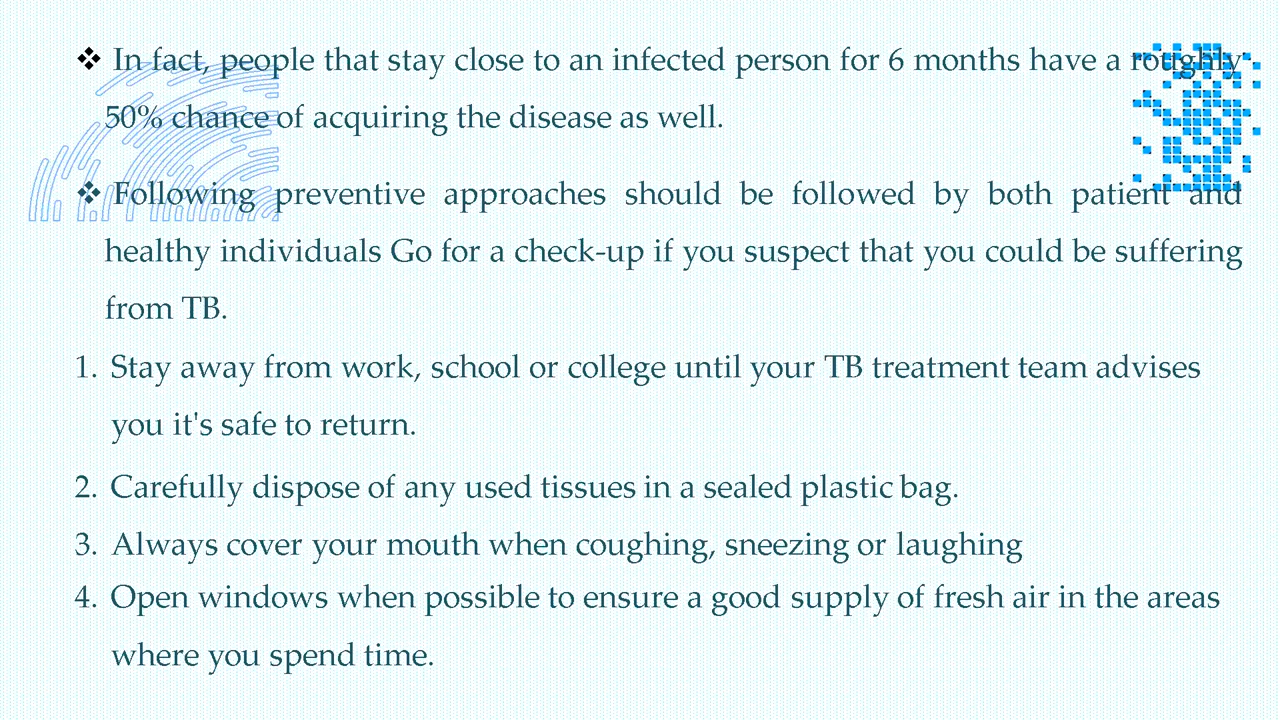 ❖ In fact, people that stay close to an infected person for 6 months have a roughly
50% chance of acquiring the disease as well.
❖ Following preventive approaches should be followed by both patient and
healthy individuals Go for a check-up if you suspect that you could be suffering
from TB.
1. Stay away from work, school or college until your TB treatment team advises
you it's safe to return.
2. Carefully dispose of any used tissues in a sealed plastic bag.
3. Always cover your mouth when coughing, sneezing or laughing
4. Open windows when possible to ensure a good supply of fresh air in the areas
where you spend time.